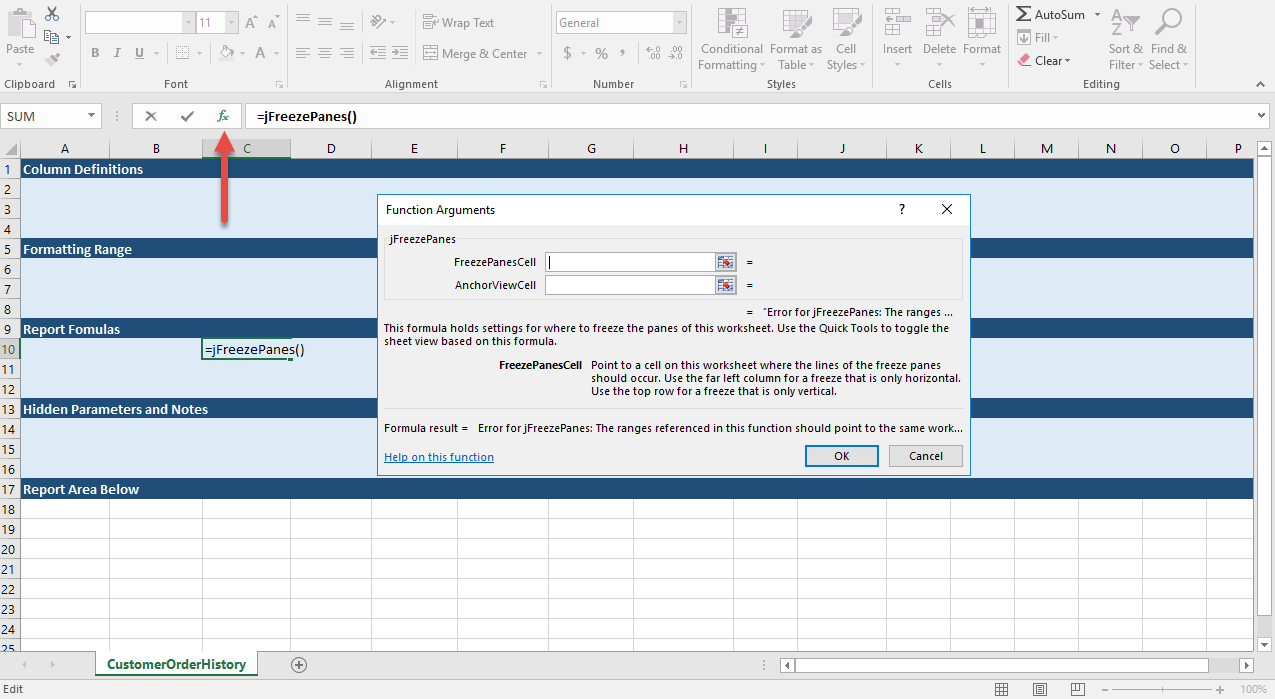 11 A A Wrap Text General AutoSum
Paste B I U A Merge & Center $ % , Conditional Formatting Format as Table Cell Styles Insert Delete Format Fill Clear Sort & Filter Find & Select
Clipboard Font Alignment Number Styles Cells Editing
SUM fx =jFreezePanes()
A B C D E F G H I J K L M N O P
1 Column Definitions
2
3
4
5 Formatting Range
6
7
8
9 Report Fomulas
10 =jFreezePanes()
11
12
13 Hidden Parameters and Notes
14
15
16
17 Report Area Below
18
19
20
21
22
23
24
25
Function Arguments ?
jFreezePanes
FreezePanesCell =
AnchorViewCell =
= "Error for jFreezePanes: The ranges ...
This formula holds settings for where to freeze the panes of this worksheet. Use the Quick Tools to toggle the
sheet view based on this formula.
FreezePanesCell Point to a cell on this worksheet where the lines of the freeze panes
should occur. Use the far left column for a freeze that is only horizontal.
Use the top row for a freeze that is only vertical.
Formula result = Error for jFreezePanes: The ranges referenced in this function should point to the same work...
Help on this function OK Cancel
CustomerOrderHistory
Edit 100%